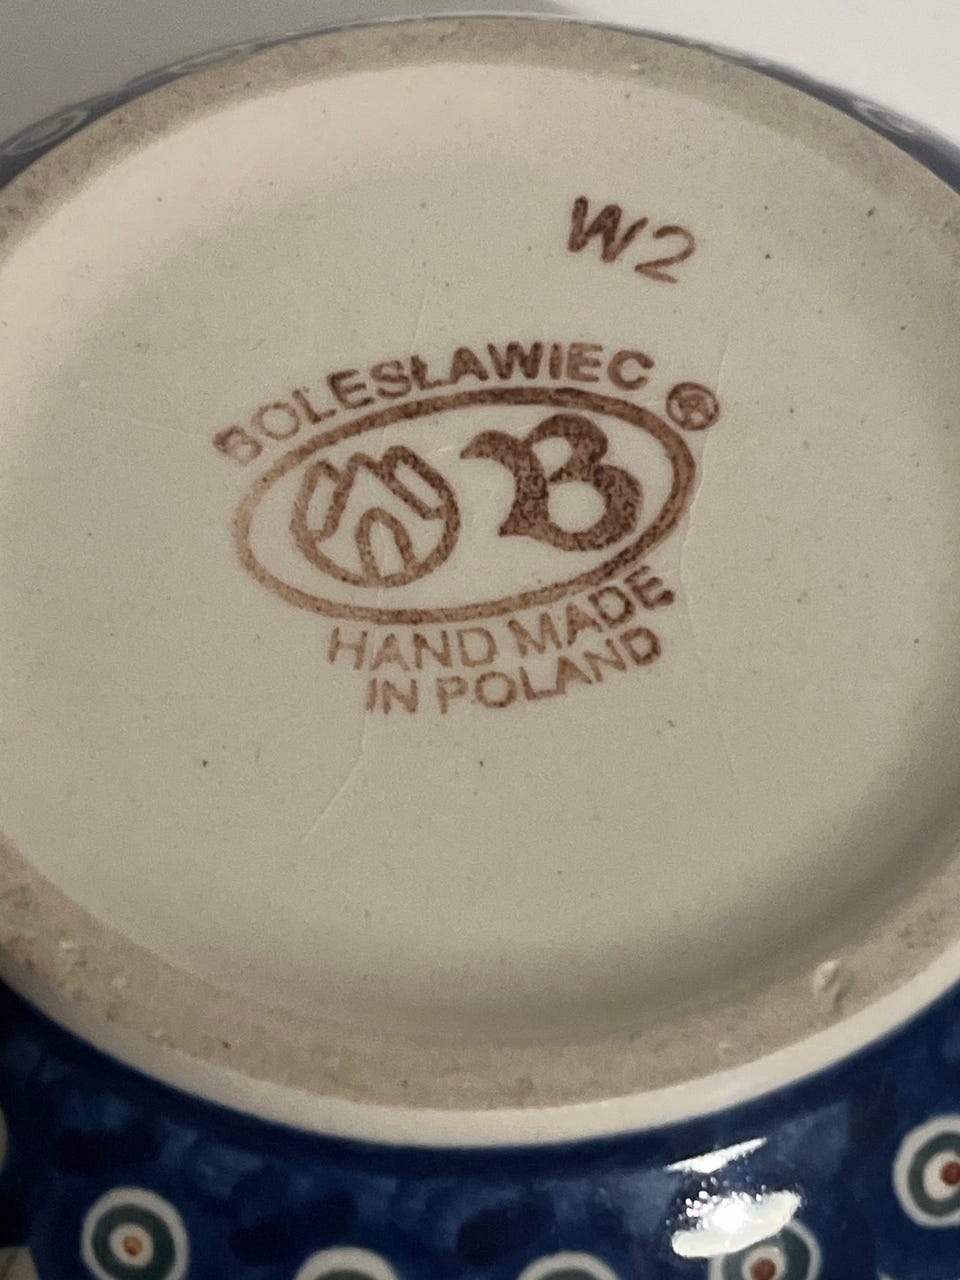 W2
BOLESŁAWIEC ®
B
HAND MADE
IN POLAND